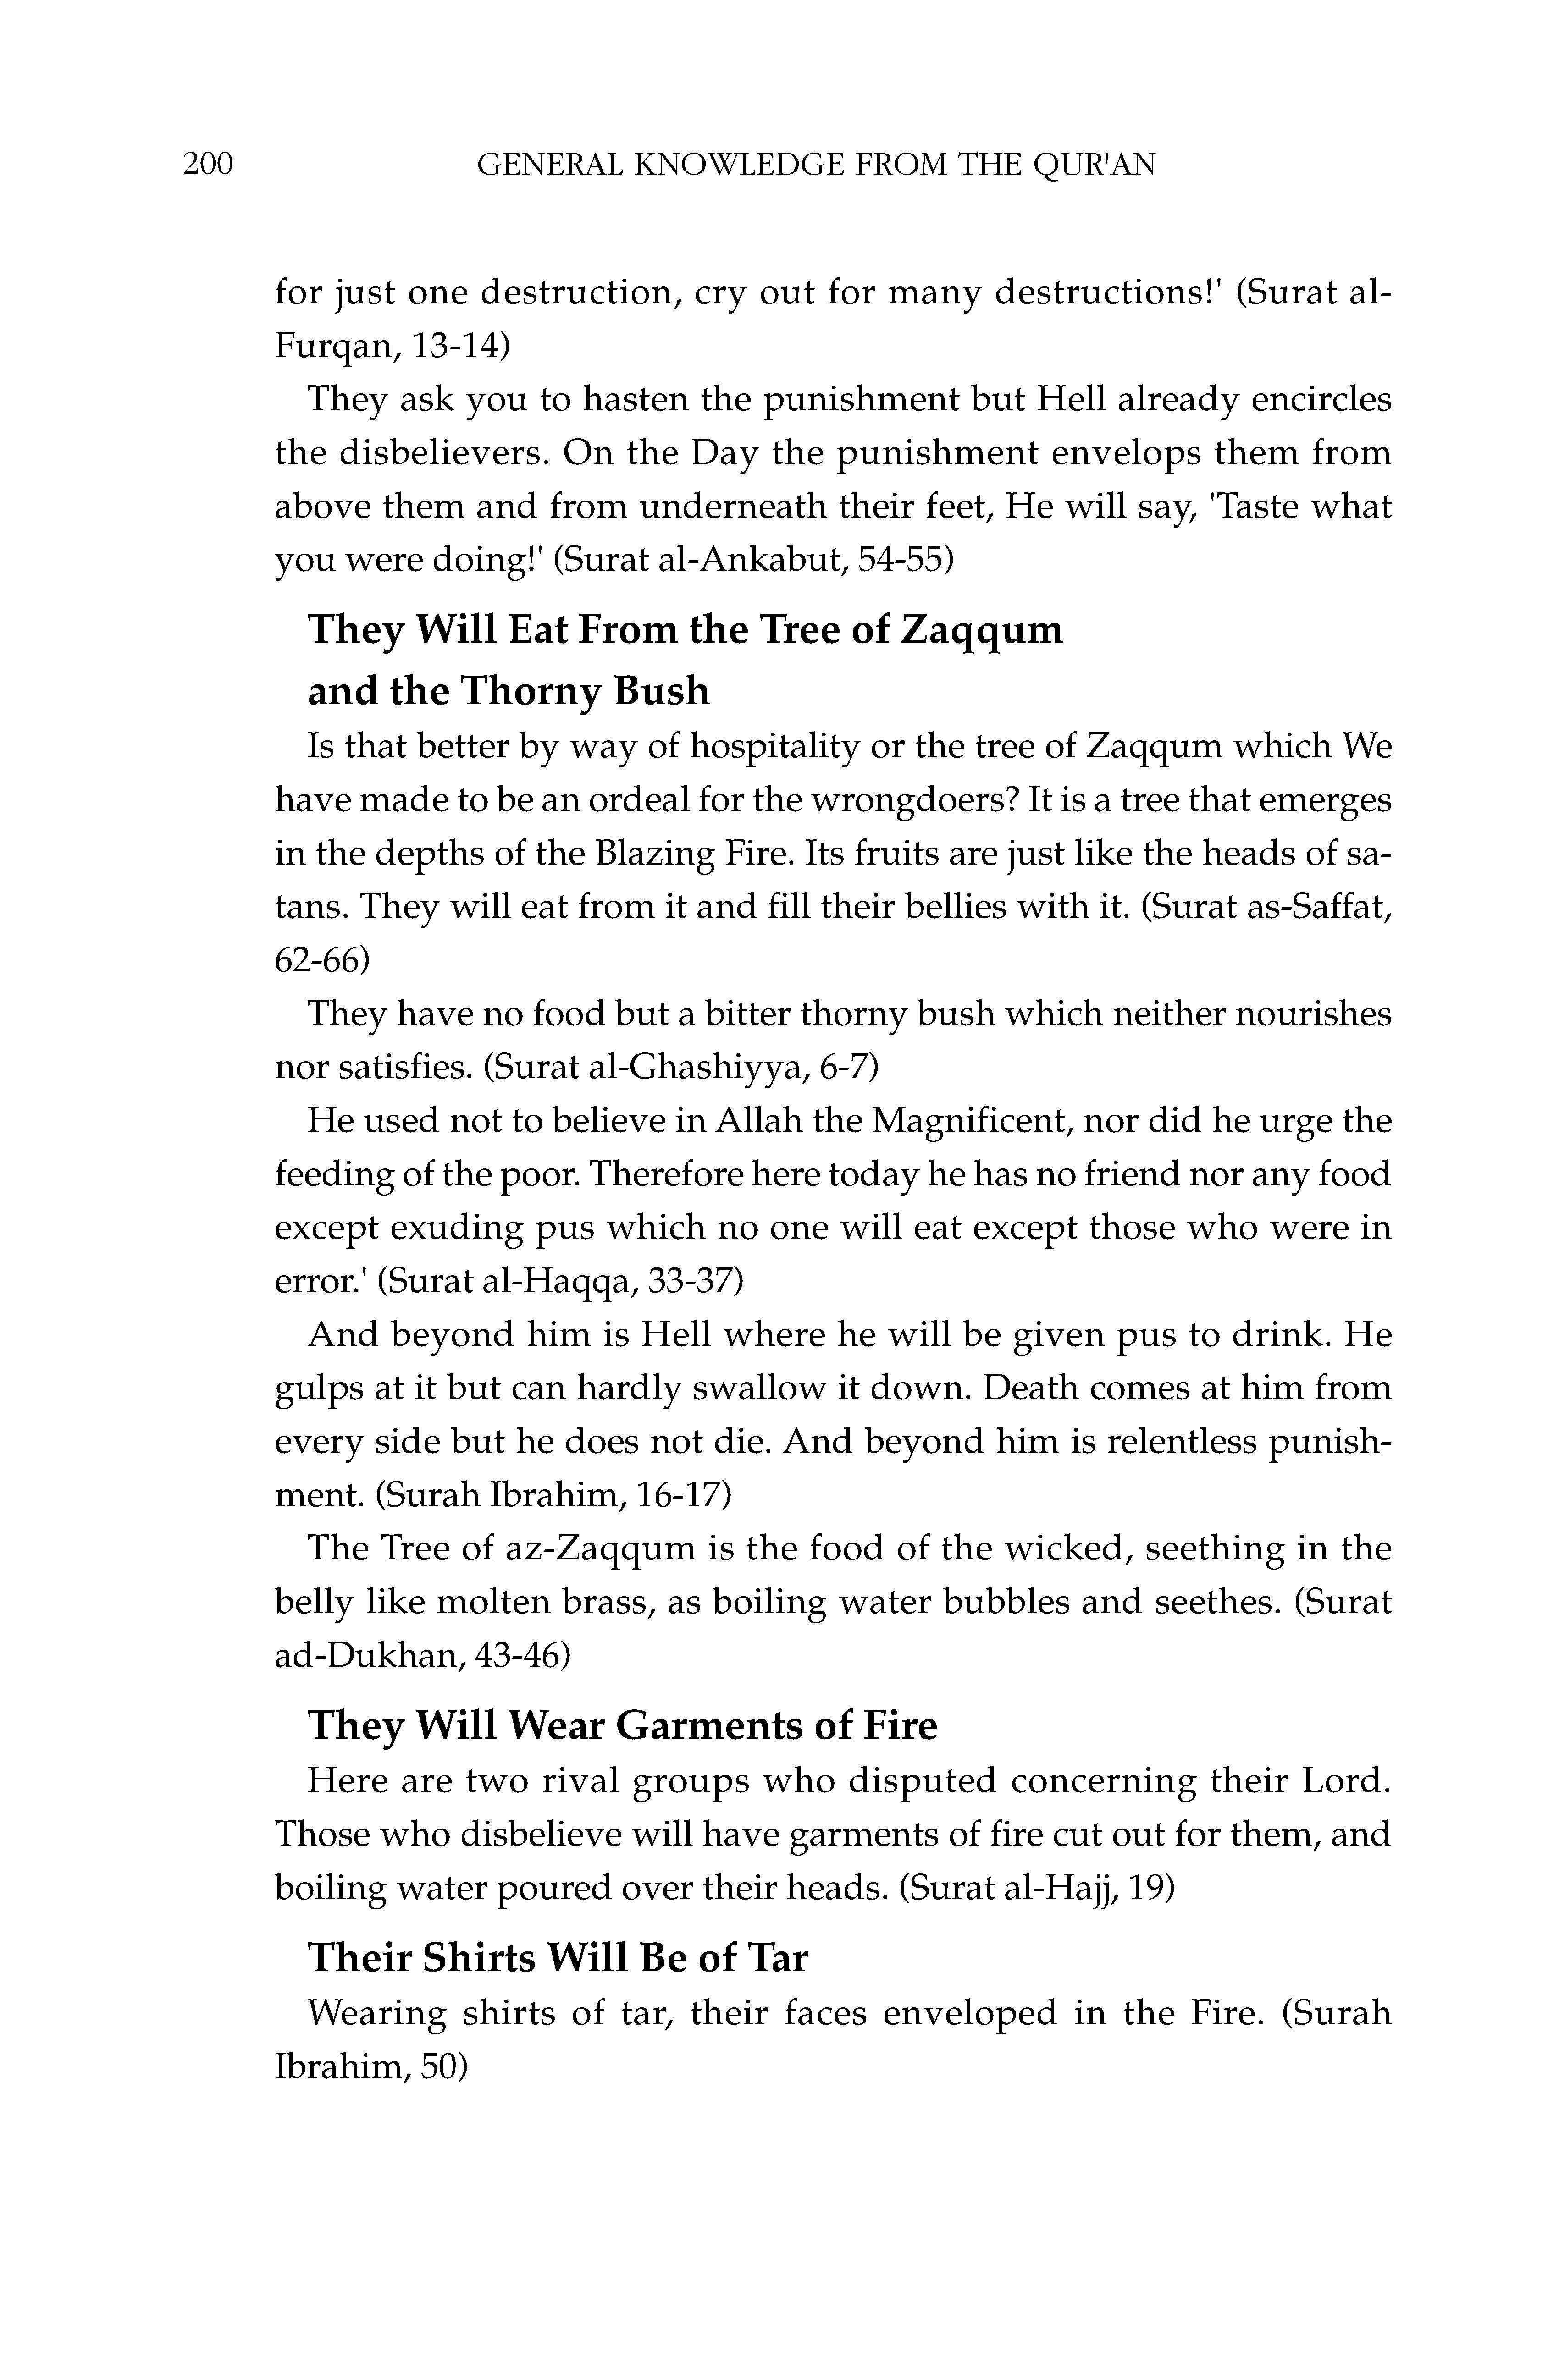 200 GENERAL KNOWLEDGE FROM THE QUR'AN
for just one destruction, cry out for many destructions!' (Surat al-
Furqan, 13-14)
They ask you to hasten the punishment but Hell already encircles
the disbelievers. On the Day the punishment envelops them from
above them and from underneath their feet, He will say, 'Taste what
you were doing!' (Surat al-Ankabut, 54-55)
They Will Eat From the Tree of Zaqqum
and the Thorny Bush
Is that better by way of hospitality or the tree of Zaqqum which We
have made to be an ordeal for the wrongdoers? It is a tree that emerges
in the depths of the Blazing Fire. Its fruits are just like the heads of sa-
tans. They will eat from it and fill their bellies with it. (Surat as-Saffat,
62-66)
They have no food but a bitter thorny bush which neither nourishes
nor satisfies. (Surat al-Ghashiyya, 6-7)
He used not to believe in Allah the Magnificent, nor did he urge the
feeding of the poor. Therefore here today he has no friend nor any food
except exuding pus which no one will eat except those who were in
error.' (Surat al-Haqqa, 33-37)
And beyond him is Hell where he will be given pus to drink. He
gulps at it but can hardly swallow it down. Death comes at him from
every side but he does not die. And beyond him is relentless punish-
ment. (Surah Ibrahim, 16-17)
The Tree of az-Zaqqum is the food of the wicked, seething in the
belly like molten brass, as boiling water bubbles and seethes. (Surat
ad-Dukhan, 43-46)
They Will Wear Garments of Fire
Here are two rival groups who disputed concerning their Lord.
Those who disbelieve will have garments of fire cut out for them, and
boiling water poured over their heads. (Surat al-Hajj, 19)
Their Shirts Will Be of Tar
Wearing shirts of tar, their faces enveloped in the Fire. (Surah
Ibrahim, 50)